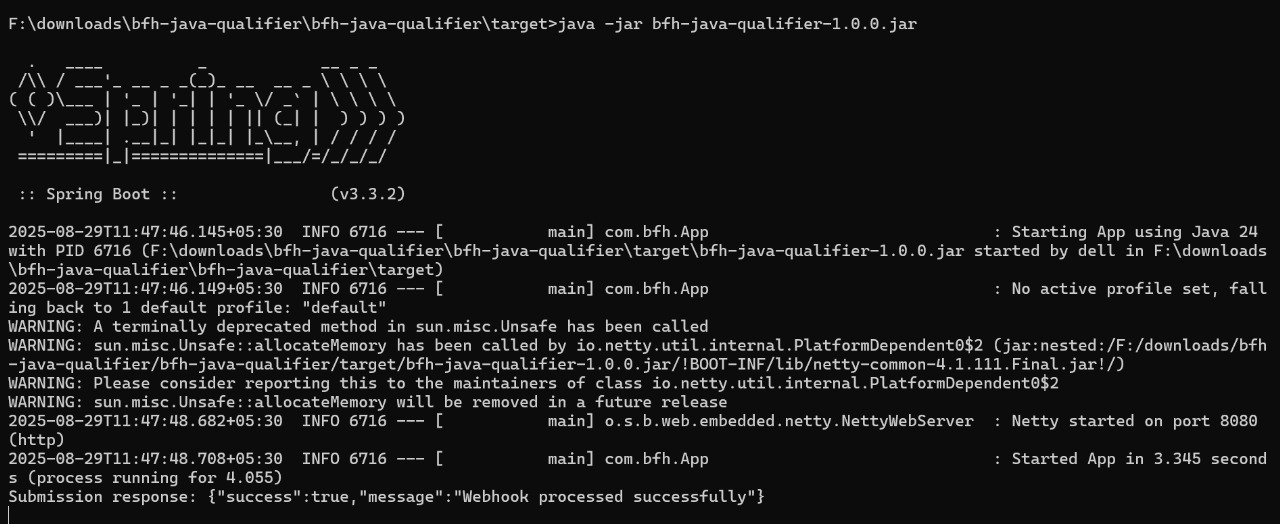 F:\downloads\bfh-java-qualifier\bfh-java-qualifier\target>java -jar bfh-java-qualifier-1.0.0.jar

  .   ____          _            __ _ _
 /\\ / ___'_ __ _ _(_)_ __  __ _ \ \ \ \
( ( )\___ | '_ | '_| | '_ \/ _` | \ \ \ \
 \\/  ___)| |_)| | | | | || (_| |  ) ) ) )
  '  |____| .__|_| |_|_| |_\__, | / / / /
 =========|_|==============|___/=/_/_/_/

 :: Spring Boot ::                (v3.3.2)

2025-08-29T11:47:46.145+05:30  INFO 6716 --- [           main] com.bfh.App                              : Starting App using Java 24
with PID 6716 (F:\downloads\bfh-java-qualifier\bfh-java-qualifier\target\bfh-java-qualifier-1.0.0.jar started by dell in F:\downloads
\bfh-java-qualifier\bfh-java-qualifier\target)
2025-08-29T11:47:46.149+05:30  INFO 6716 --- [           main] com.bfh.App                              : No active profile set, fall
ing back to 1 default profile: "default"
WARNING: A terminally deprecated method in sun.misc.Unsafe has been called
WARNING: sun.misc.Unsafe::allocateMemory has been called by io.netty.util.internal.PlatformDependent0$2 (jar:nested:/F:/downloads/bfh
-java-qualifier/bfh-java-qualifier/target/bfh-java-qualifier-1.0.0.jar/!BOOT-INF/lib/netty-common-4.1.111.Final.jar!/)
WARNING: Please consider reporting this to the maintainers of class io.netty.util.internal.PlatformDependent0$2
WARNING: sun.misc.Unsafe::allocateMemory will be removed in a future release
2025-08-29T11:47:48.682+05:30  INFO 6716 --- [           main] o.s.b.web.embedded.netty.NettyWebServer  : Netty started on port 8080
(http)
2025-08-29T11:47:48.708+05:30  INFO 6716 --- [           main] com.bfh.App                              : Started App in 3.345 second
s (process running for 4.055)
Submission response: {"success":true,"message":"Webhook processed successfully"}